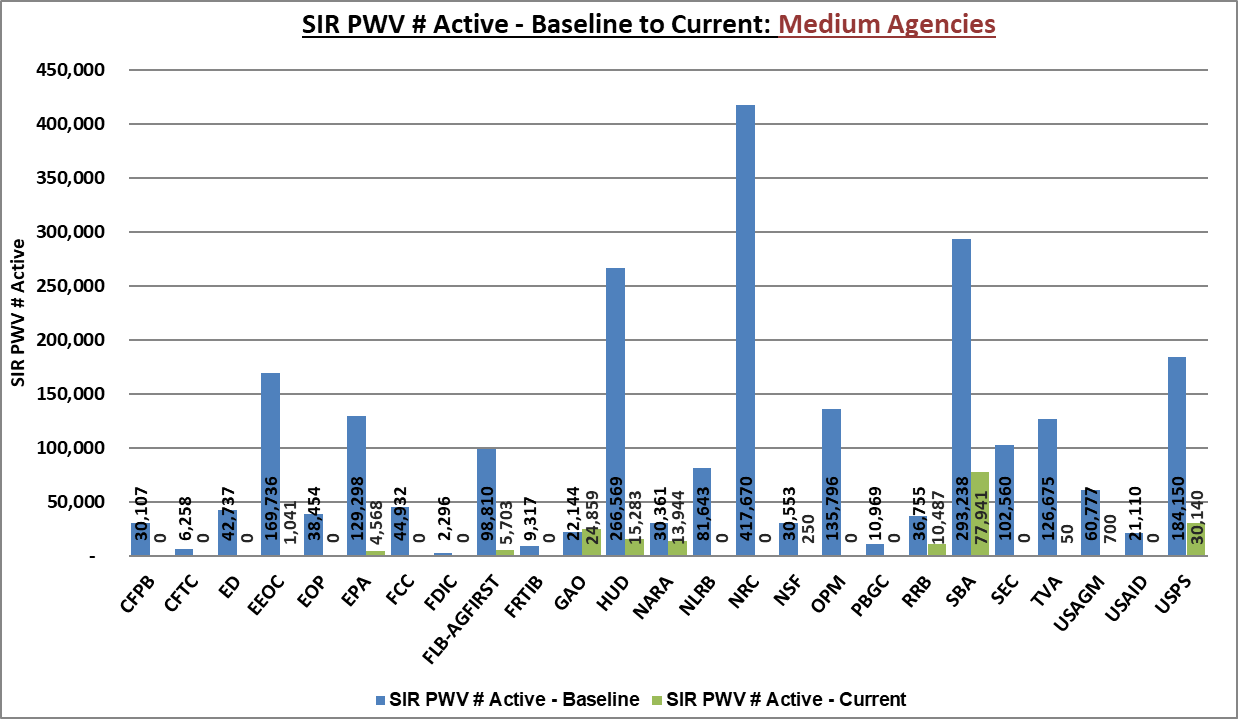 SIR PWV # Active - Baseline to Current: Medium Agencies
SIR PWV # Active
450,000
400,000
350,000
300,000
250,000
200,000
150,000
100,000
50,000
-
30,107
0
6,258
0
42,737
0
169,736
1,041
38,454
0
129,298
4,568
44,932
0
2,296
0
98,810
5,703
9,317
0
22,144
24,859
266,569
15,283
30,361
13,944
81,643
0
417,670
0
30,553
250
135,796
0
10,969
0
36,755
10,487
293,238
77,941
102,560
0
126,675
50
60,777
700
21,110
0
184,150
30,140
CFPB
CFTC
ED
EEOC
EOP
EPA
FCC
FDIC
FLB-AGFIRST
FRTIB
GAO
HUD
NARA
NLRB
NRC
NSF
OPM
PBGC
RRB
SBA
SEC
TVA
USAGM
USAID
USPS
SIR PWV # Active - Baseline
SIR PWV # Active - Current